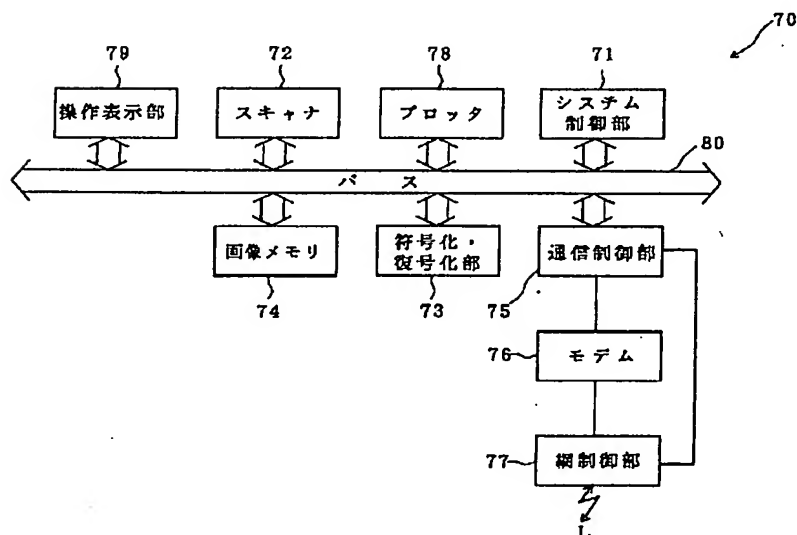 70
79
72
78
71
操作表示部
スキャナ
プロッタ
システム
制御部
80
バス
画像メモリ
符号化・
復号化部
通信制御部
74
73
75
76
モデム
77
網制御部
L